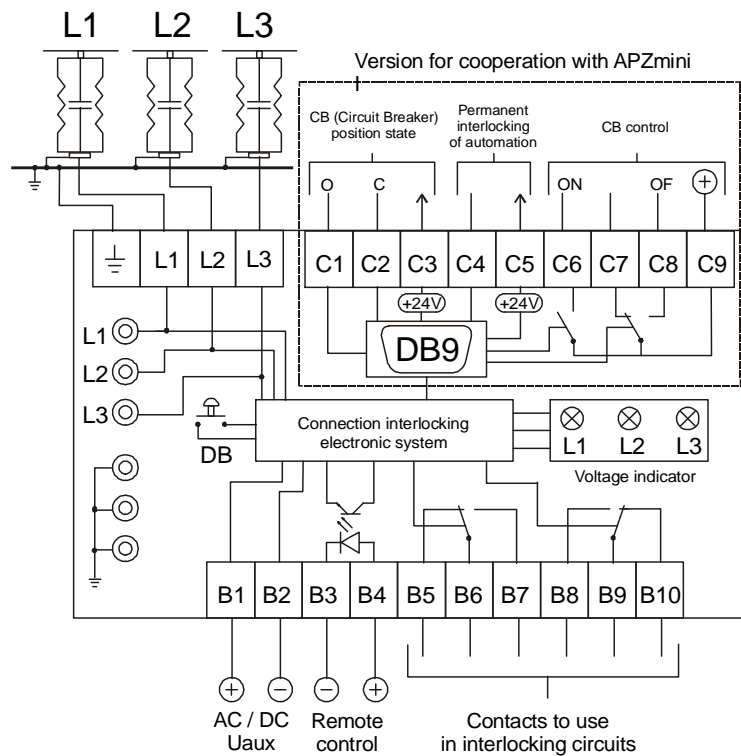 L1 L2 L3
Version for cooperation with APZmini
CB (Circuit Breaker)
position state
Permanent
interlocking
of automation
CB control
O C ON OF +
L1 L2 L3
C1 C2 C3 C4 C5 C6 C7 C8 C9
+24V +24V
DB9
L1
L2
L3
DB
Connection interlocking
electronic system
L1 L2 L3
Voltage indicator
B1 B2 B3 B4 B5 B6 B7 B8 B9 B10
+ - - +
AC / DC
Uaux
Remote
control
Contacts to use
in interlocking circuits